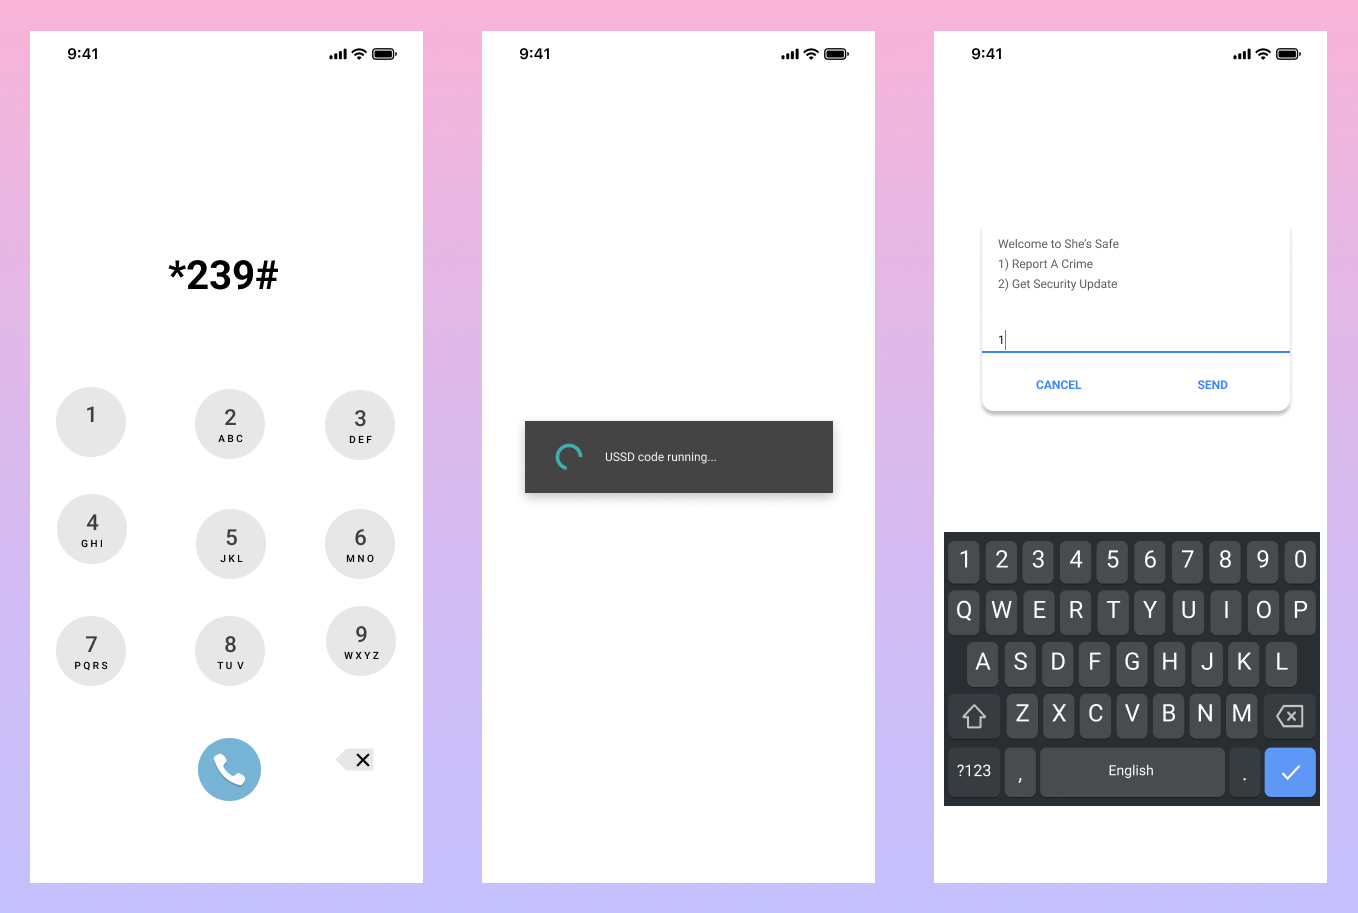 9:41
*239#
1
2
ABC
3
DEF
4
GHI
5
JKL
6
MNO
7
PQRS
8
TUV
9
WXYZ
9:41
USSD code running...
9:41
Welcome to She's Safe
1) Report A Crime
2) Get Security Update
1
CANCEL SEND
1 2 3 4 5 6 7 8 9 0
Q W E R T Y U I O P
A S D F G H J K L
Z X C V B N M
?123 , English .